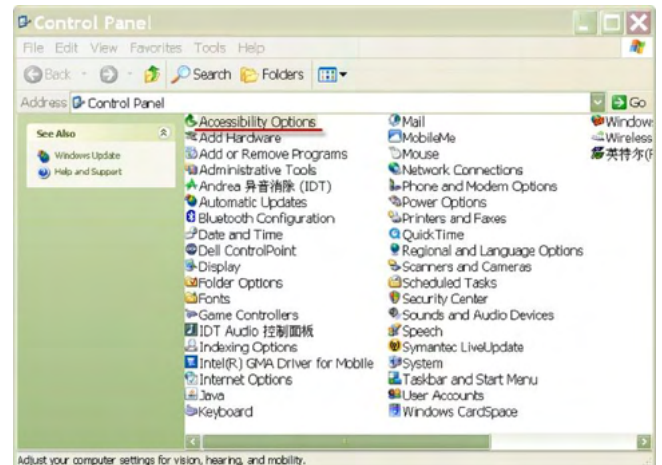 Control Panel
File Edit View Favorites Tools Help
Back Search Folders
Address Control Panel Go
See Also
Windows Update
Help and Support
Accessibility Options
Add Hardware
Add or Remove Programs
Administrative Tools
Andrea 异音消除 (IDT)
Automatic Updates
Bluetooth Configuration
Date and Time
Dell ControlPoint
Display
Folder Options
Fonts
Game Controllers
IDT Audio 控制面板
Indexing Options
Intel(R) GMA Driver for Mobile
Internet Options
Java
Keyboard
Mail
MobileMe
Mouse
Network Connections
Phone and Modem Options
Power Options
Printers and Faxes
QuickTime
Regional and Language Options
Scanners and Cameras
Scheduled Tasks
Security Center
Sounds and Audio Devices
Speech
Symantec LiveUpdate
System
Taskbar and Start Menu
User Accounts
Windows CardSpace
Window
Wireless
英特尔(F
Adjust your computer settings for vision, hearing, and mobility.